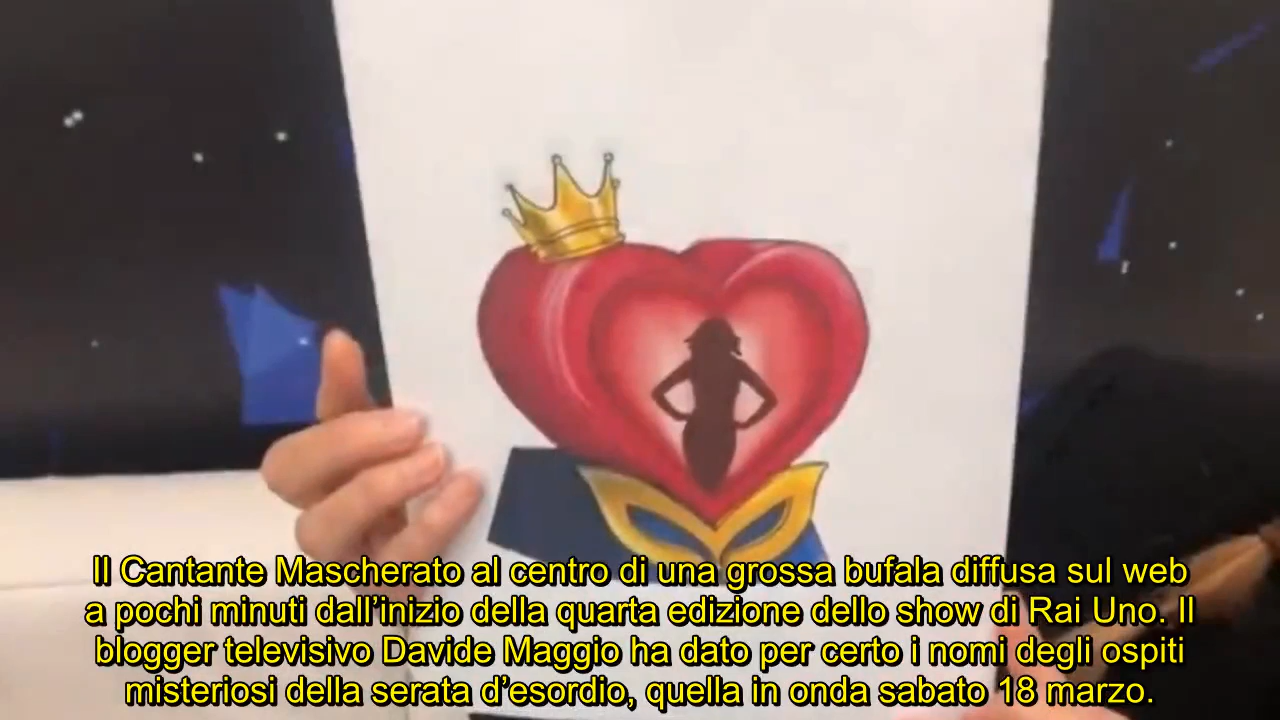 Il Cantante Mascherato al centro di una grossa bufala diffusa sul web
a pochi minuti dall’inizio della quarta edizione dello show di Rai Uno. Il
blogger televisivo Davide Maggio ha dato per certo i nomi degli ospiti
misteriosi della serata d’esordio, quella in onda sabato 18 marzo.